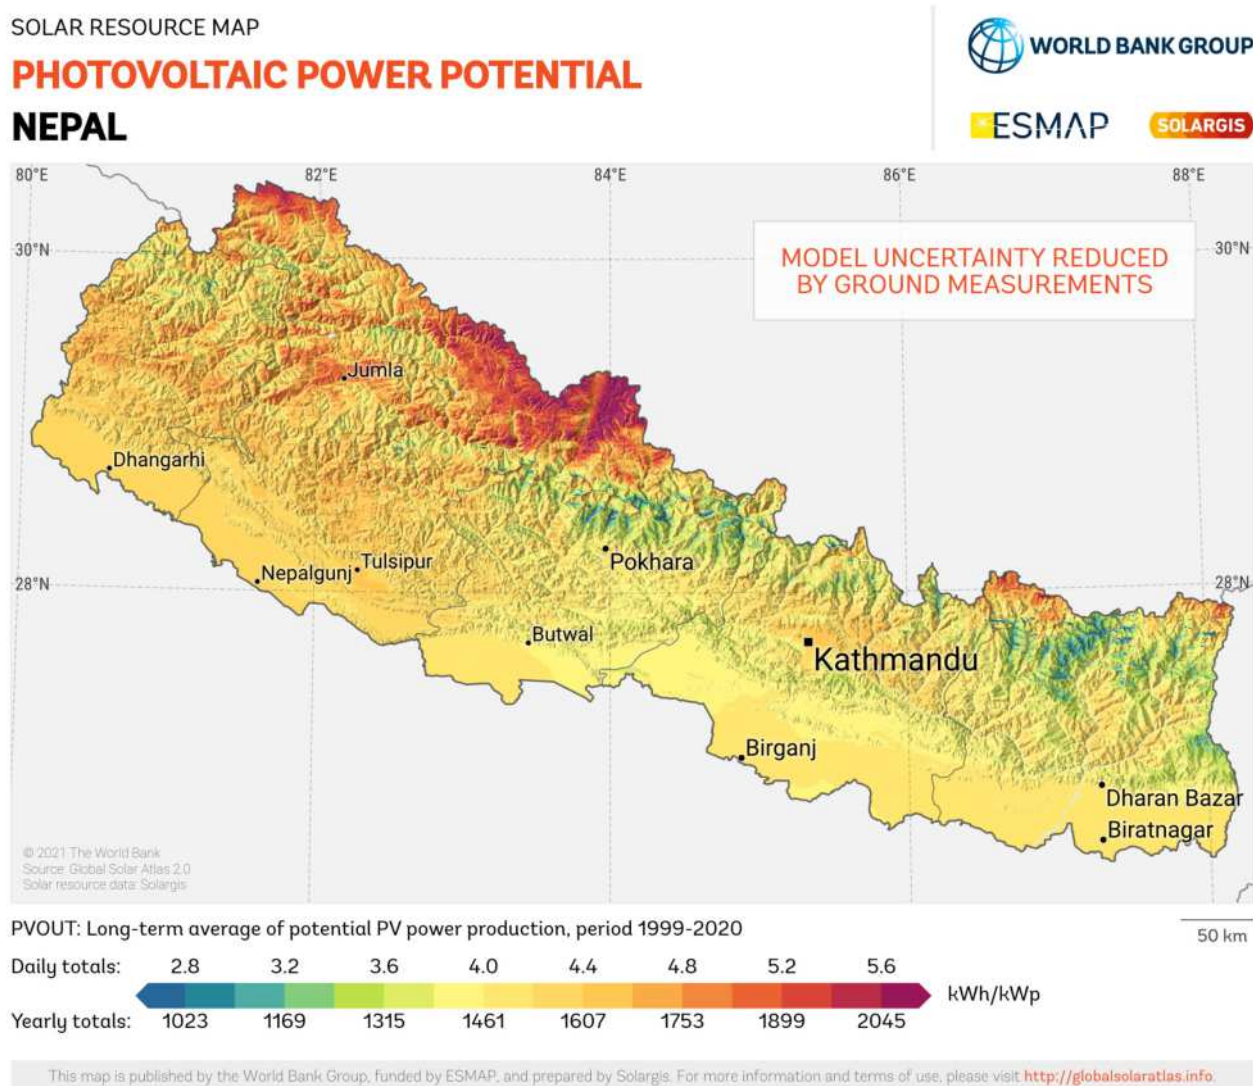 SOLAR RESOURCE MAP
PHOTOVOLTAIC POWER POTENTIAL
NEPAL
WORLD BANK GROUP
ESMAP
SOLARGIS
80°E 82°E 84°E 86°E 88°E
30°N 30°N
MODEL UNCERTAINTY REDUCED
BY GROUND MEASUREMENTS
Jumla
Dhangarhi
Nepalgunj
Tulsipur
Pokhara
28°N 28°N
Butwal
Kathmandu
Birganj
Dharan Bazar
Biratnagar
© 2021 The World Bank
Source: Global Solar Atlas 2.0
Solar resource data: Solargis
PVOUT: Long-term average of potential PV power production, period 1999-2020
50 km
Daily totals: 2.8 3.2 3.6 4.0 4.4 4.8 5.2 5.6
kWh/kWp
Yearly totals: 1023 1169 1315 1461 1607 1753 1899 2045
This map is published by the World Bank Group, funded by ESMAP, and prepared by Solargis. For more information and terms of use, please visit http://globalsolaratlas.info.